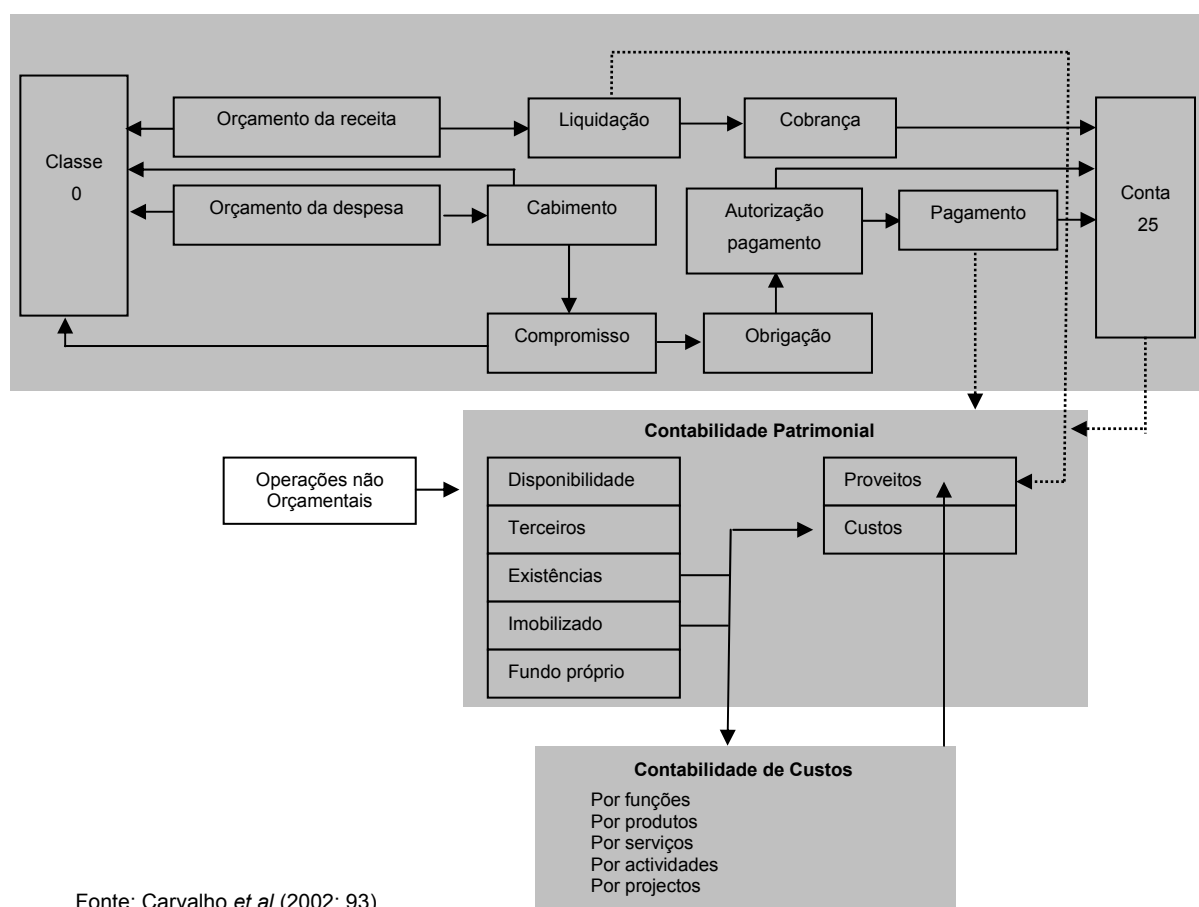 Orçamento da receita
Liquidação
Cobrança
Classe
0
Orçamento da despesa
Cabimento
Autorização
pagamento
Pagamento
Conta
25
Compromisso
Obrigação
Contabilidade Patrimonial
Operações não
Orçamentais
Disponibilidade
Terceiros
Existências
Imobilizado
Fundo próprio
Proveitos
Custos
Contabilidade de Custos
Por funções
Por produtos
Por serviços
Por actividades
Por projectos
Fonte: Carvalho et al (2002: 93)